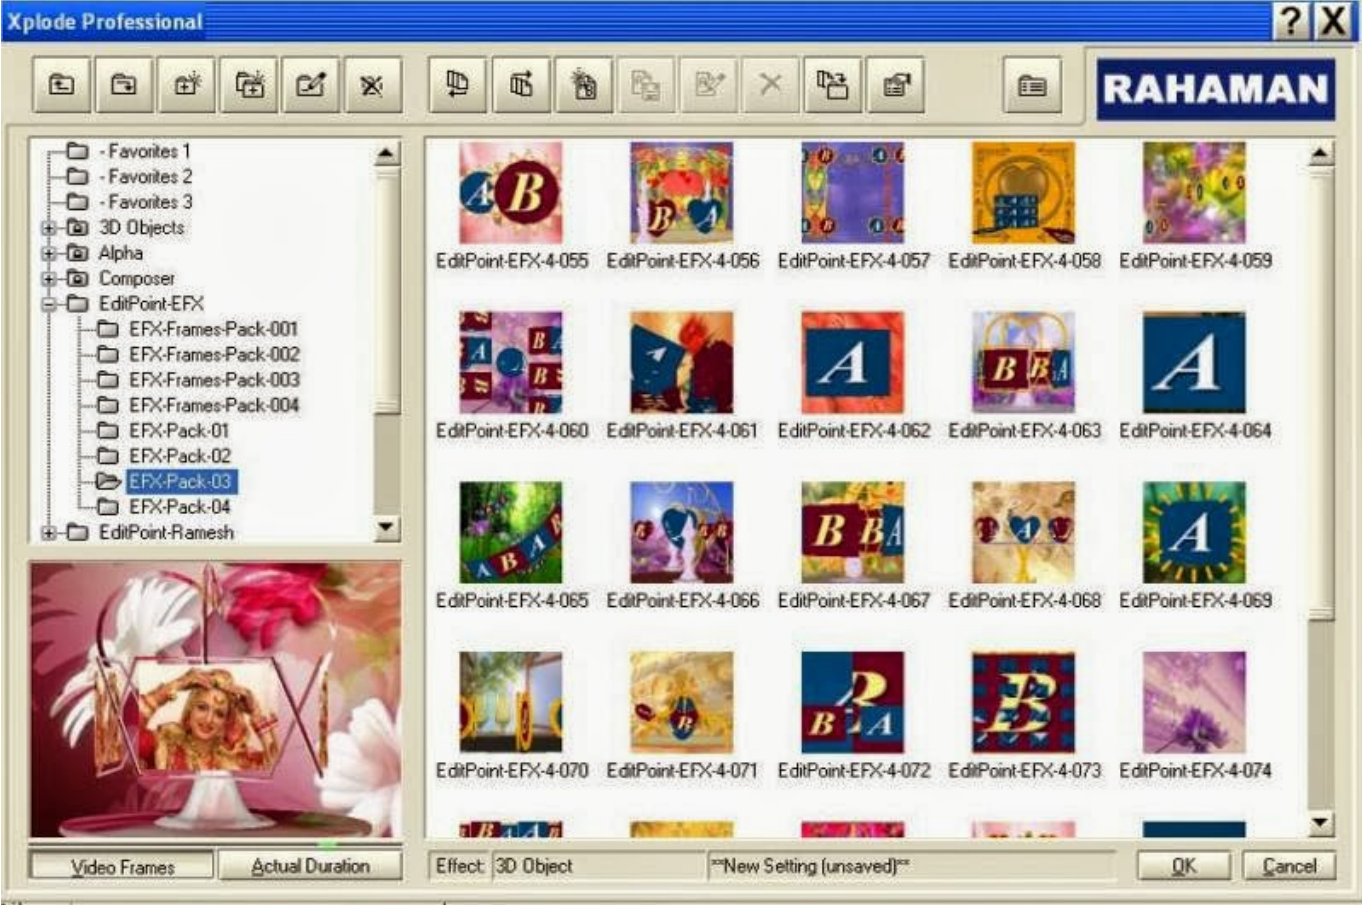 Xplode Professional
? X
RAHAMAN
- Favorites 1
- Favorites 2
- Favorites 3
3D Objects
Alpha
Composer
EditPoint-EFX
EFX-Frames-Pack-001
EFX-Frames-Pack-002
EFX-Frames-Pack-003
EFX-Frames-Pack-004
EFX-Pack-01
EFX-Pack-02
EFX-Pack-03
EFX-Pack-04
EditPoint-Ramesh
Video Frames
Actual Duration
A B
B A
B A
B A
EditPoint-EFX-4-055 EditPoint-EFX-4-056 EditPoint-EFX-4-057 EditPoint-EFX-4-058 EditPoint-EFX-4-059
A B
A
B B A
A
EditPoint-EFX-4-060 EditPoint-EFX-4-061 EditPoint-EFX-4-062 EditPoint-EFX-4-063 EditPoint-EFX-4-064
A B A B
B A B
B B A
A
A
EditPoint-EFX-4-065 EditPoint-EFX-4-066 EditPoint-EFX-4-067 EditPoint-EFX-4-068 EditPoint-EFX-4-069
B
B B A
B
EditPoint-EFX-4-070 EditPoint-EFX-4-071 EditPoint-EFX-4-072 EditPoint-EFX-4-073 EditPoint-EFX-4-074
Effect: 3D Object
**New Setting (unsaved)**
OK
Cancel